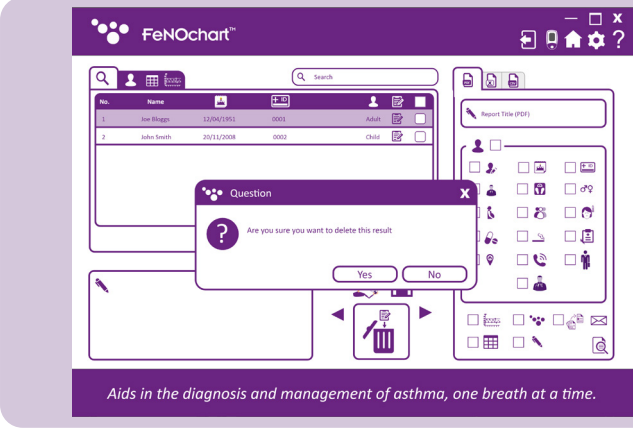 FeNOchart™
X
?
Search
No. Name + ID
1 Joe Bloggs 12/04/1951 0001 Adult
2 John Smith 20/11/2008 0002 Child
Report Title (PDF)
Question
X
?
Are you sure you want to delete this result
Yes No
Aids in the diagnosis and management of asthma, one breath at a time.